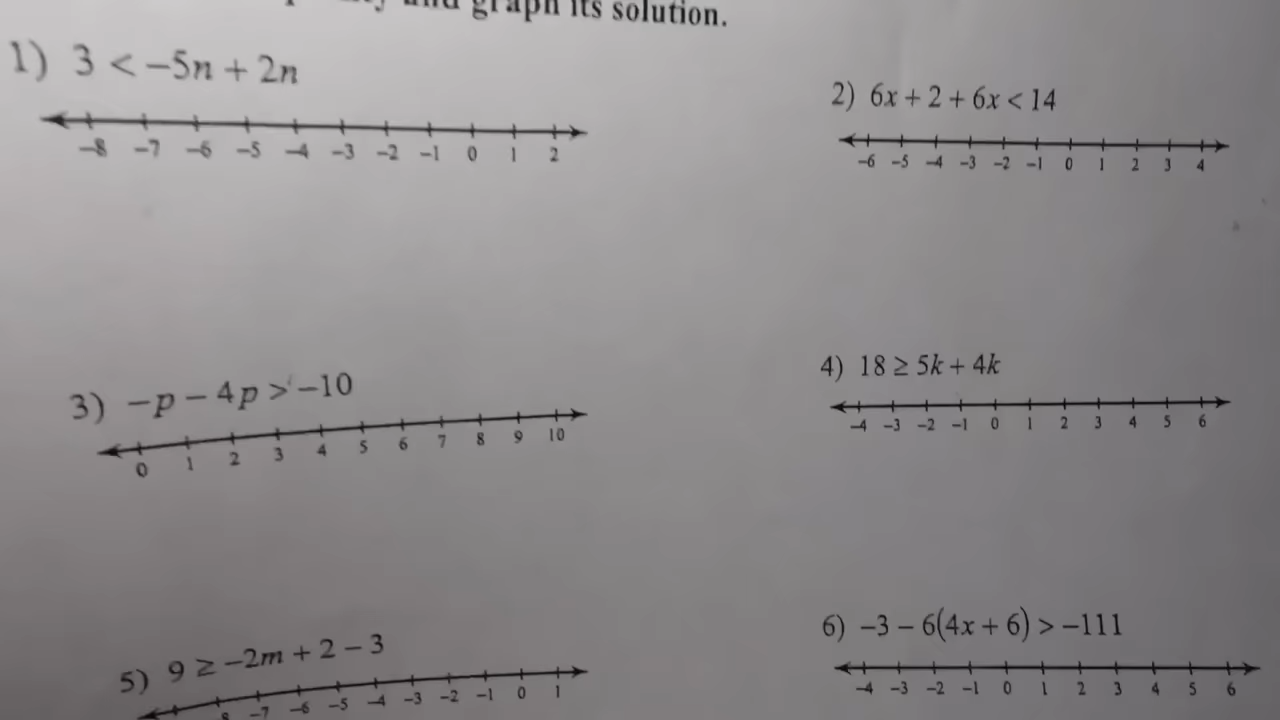 and graph its solution.
1) 3 < −5n + 2n
−8 −7 −6 −5 −4 −3 −2 −1 0 1 2
2) 6x + 2 + 6x < 14
−6 −5 −4 −3 −2 −1 0 1 2 3 4
3) −p − 4p > −10
0 1 2 3 4 5 6 7 8 9 10
4) 18 ≥ 5k + 4k
−4 −3 −2 −1 0 1 2 3 4 5 6
5) 9 ≥ −2m + 2 − 3
−7 −6 −5 −4 −3 −2 −1 0 1
6) −3 − 6(4x + 6) > −111
−4 −3 −2 −1 0 1 2 3 4 5 6